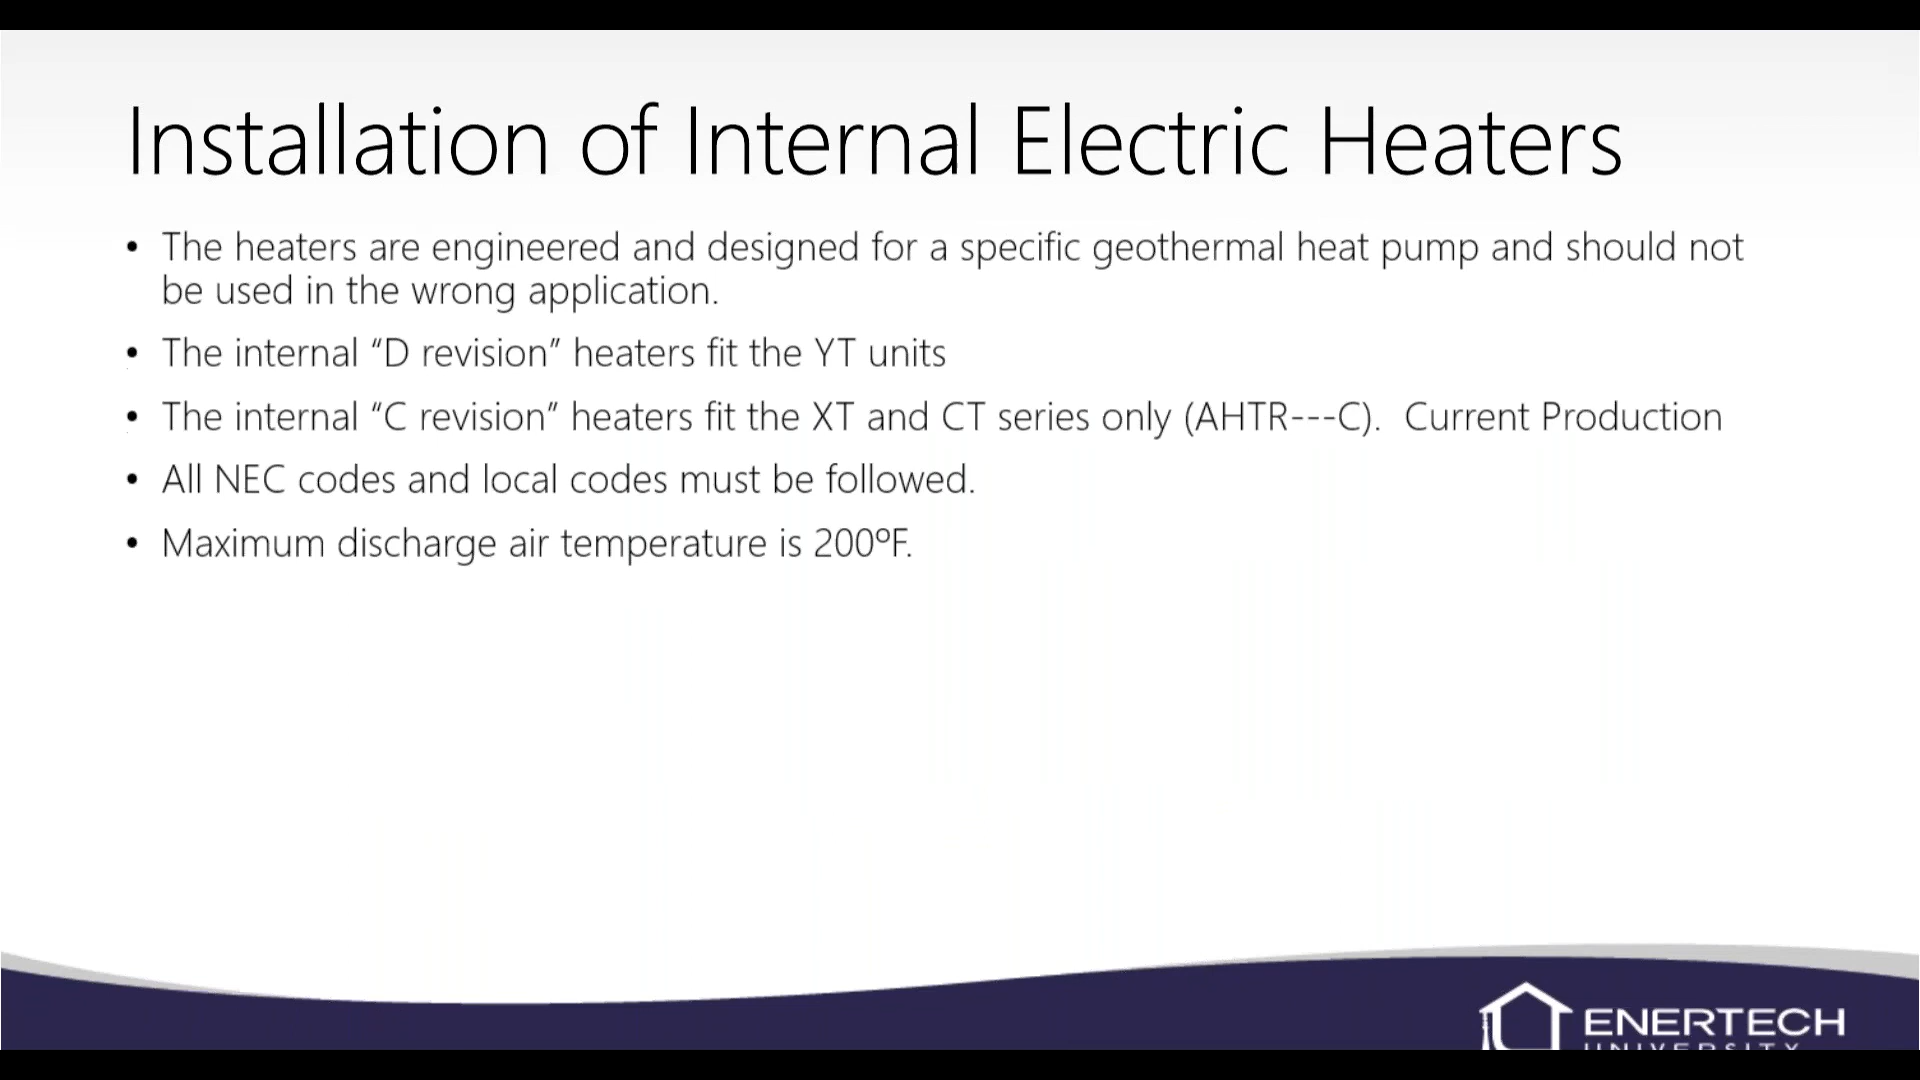 Installation of Internal Electric Heaters
• The heaters are engineered and designed for a specific geothermal heat pump and should not
be used in the wrong application.
• The internal “D revision” heaters fit the YT units
• The internal “C revision” heaters fit the XT and CT series only (AHTR---C).  Current Production
• All NEC codes and local codes must be followed.
• Maximum discharge air temperature is 200ºF.
ENERTECH
UNIVERSITY